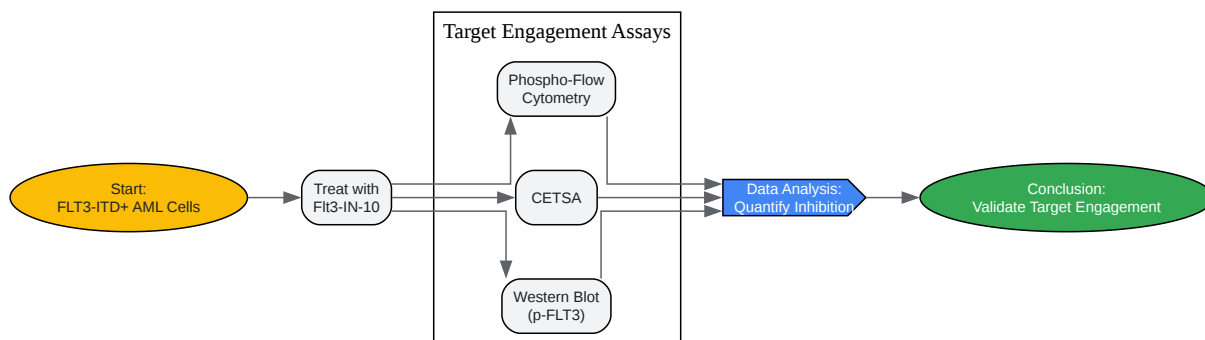 Target Engagement Assays
Phospho-Flow
Cytometry
Start:
FLT3-ITD+ AML Cells
Treat with
Flt3-IN-10
CETSA
Data Analysis:
Quantify Inhibition
Conclusion:
Validate Target Engagement
Western Blot
(p-FLT3)